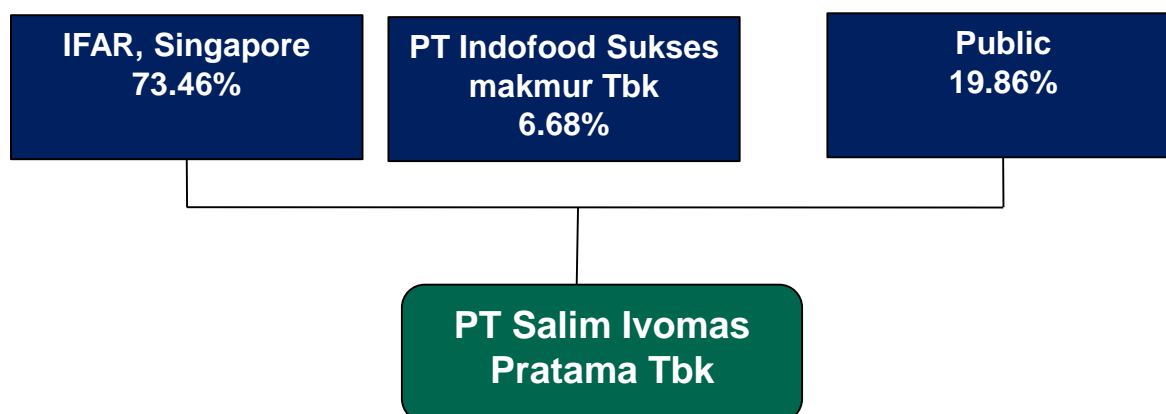 IFAR, Singapore
73.46%
PT Indofood Sukses
makmur Tbk
6.68%
Public
19.86%
PT Salim Ivomas
Pratama Tbk